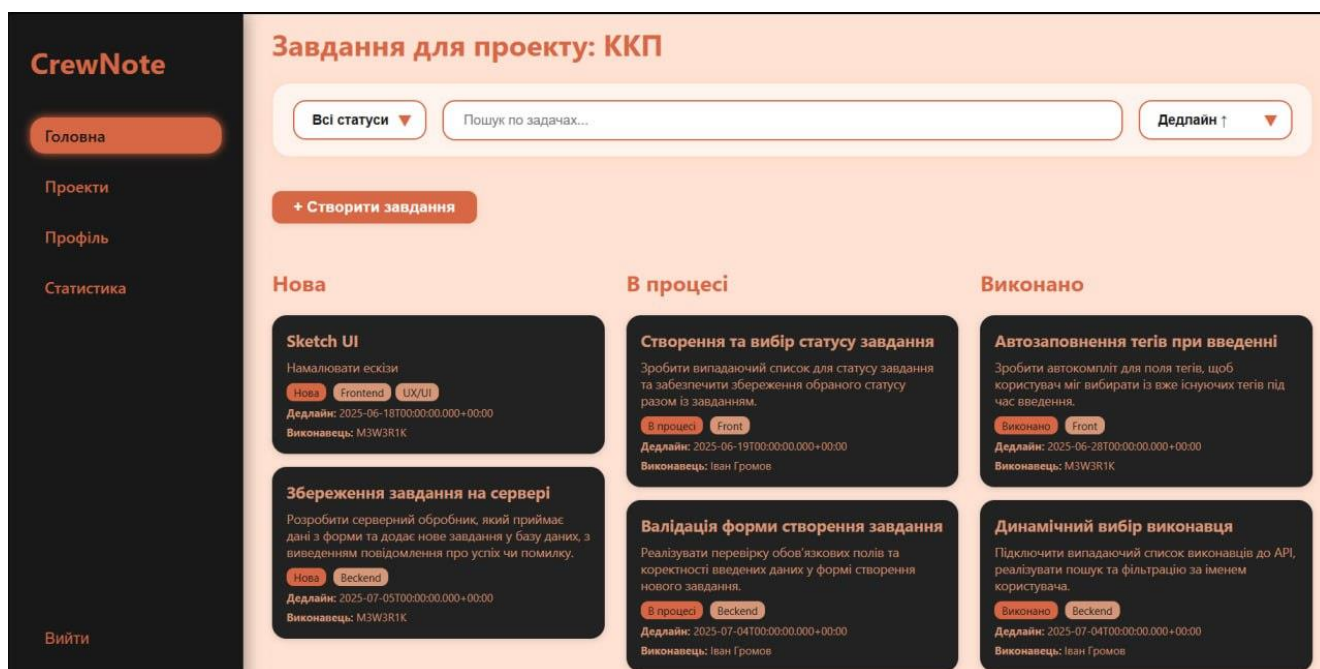 CrewNote
Головна
Проекти
Профіль
Статистика
Вийти
Завдання для проекту: ККП
Всі статуси
Пошук по задачах...
Дедлайн ↑
+ Створити завдання
Нова
Sketch UI
Намалювати ескізи
Нова Frontend UX/UI
Дедлайн: 2025-06-18T00:00:00.000+00:00
Виконавець: M3W3R1K
Збереження завдання на сервері
Розробити серверний обробник, який приймає
дані з форми та додає нове завдання у базу даних, з
виведенням повідомлення про успіх чи помилку.
Нова Beckend
Дедлайн: 2025-07-05T00:00:00.000+00:00
Виконавець: M3W3R1K
В процесі
Створення та вибір статусу завдання
Зробити випадаючий список для статусу завдання
та забезпечити збереження обраного статусу
разом із завданням.
В процесі Front
Дедлайн: 2025-06-19T00:00:00.000+00:00
Виконавець: Іван Громов
Валідація форми створення завдання
Реалізувати перевірку обов'язкових полів та
коректності введених даних у формі створення
нового завдання.
В процесі Beckend
Дедлайн: 2025-07-04T00:00:00.000+00:00
Виконавець: Іван Громов
Виконано
Автозаповнення тегів при введенні
Зробити автокомпліт для поля тегів, щоб
користувач міг вибирати із вже існуючих тегів під
час введення.
Виконано Front
Дедлайн: 2025-06-28T00:00:00.000+00:00
Виконавець: M3W3R1K
Динамічний вибір виконавця
Підключити випадаючий список виконавців до API,
реалізувати пошук та фільтрацію за іменем
користувача.
Виконано Beckend
Дедлайн: 2025-07-04T00:00:00.000+00:00
Виконавець: Іван Громов